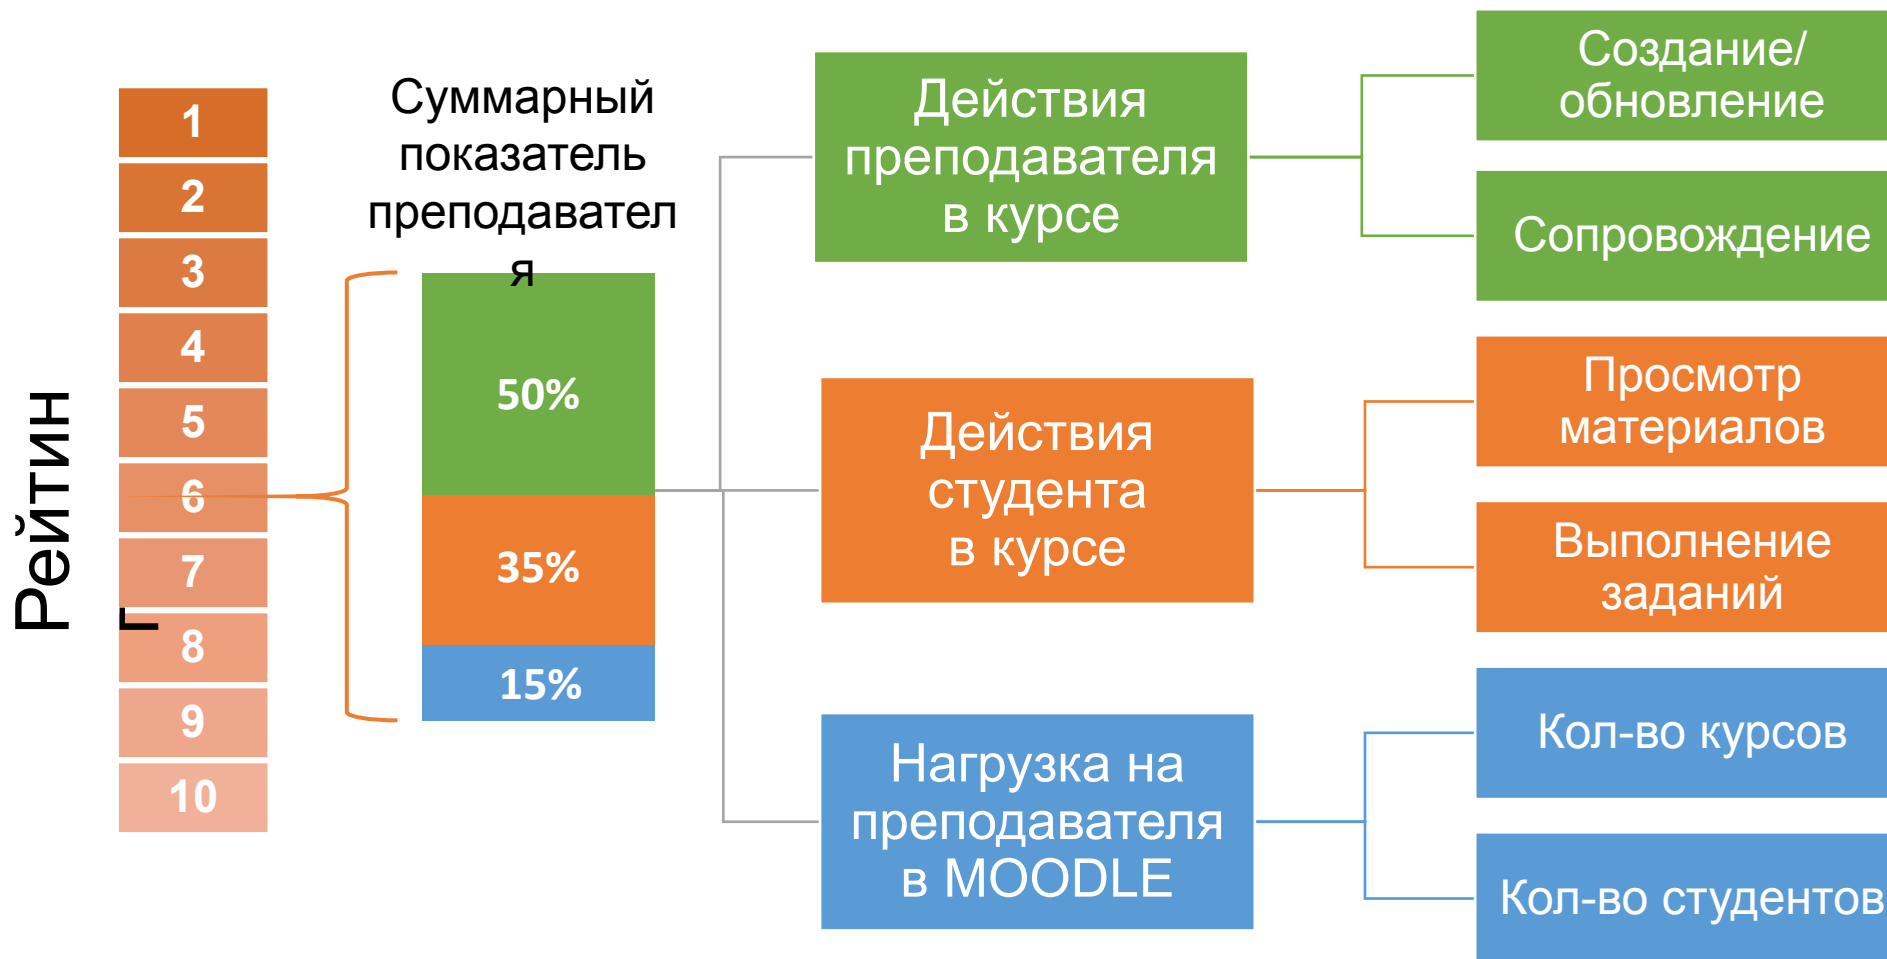 Рейтин
г
1
2
3
4
5
6
7
8
9
10
Суммарный
показатель
преподавател
я
50%
35%
15%
Действия
преподавателя
в курсе
Создание/
обновление
Сопровождение
Действия
студента
в курсе
Просмотр
материалов
Выполнение
заданий
Нагрузка на
преподавателя
в MOODLE
Кол-во курсов
Кол-во студентов